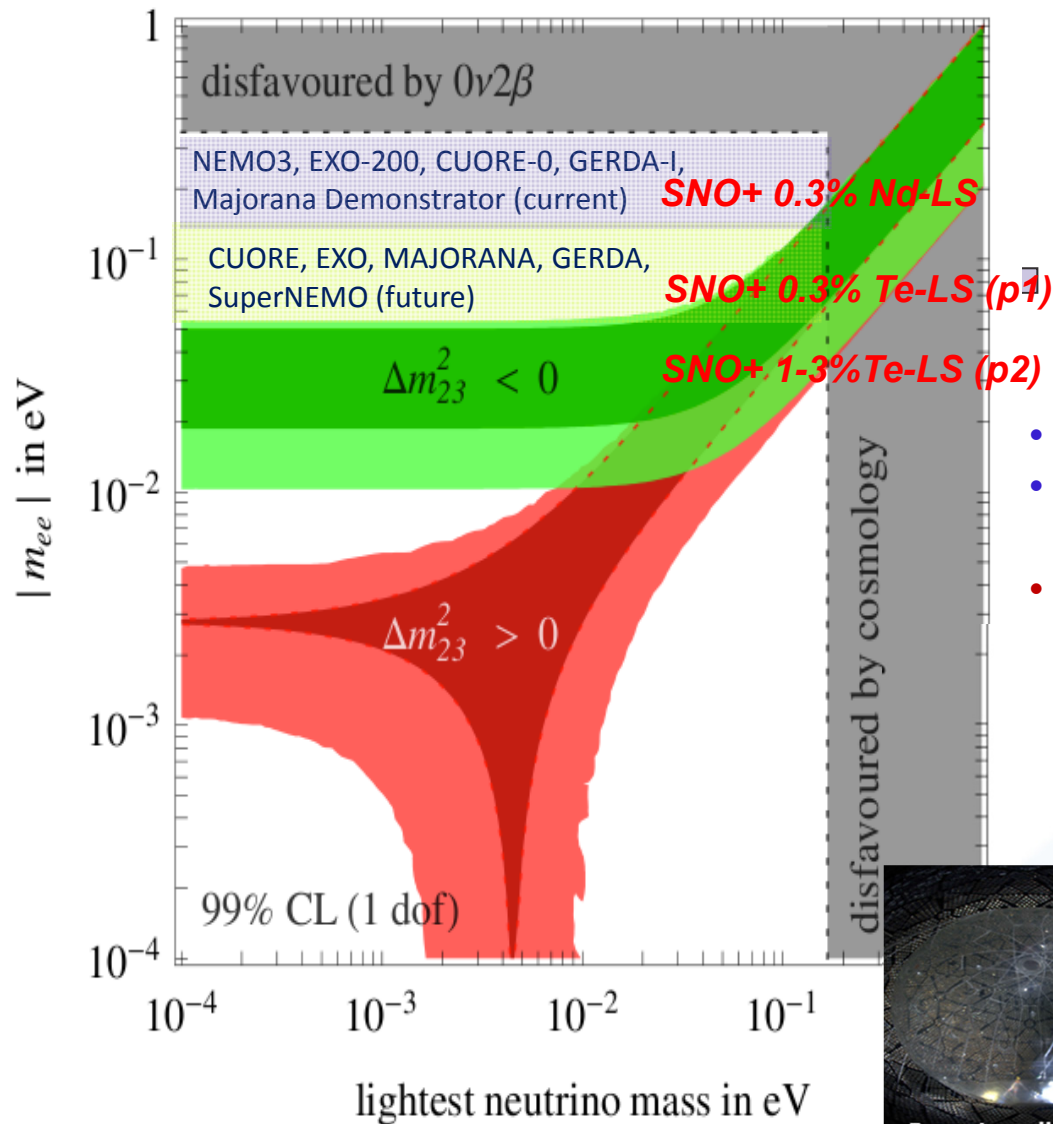 1
disfavoured by 0ν2β
NEMO3, EXO-200, CUORE-0, GERDA-I,
Majorana Demonstrator (current)
SNO+ 0.3% Nd-LS
10⁻¹
CUORE, EXO, MAJORANA, GERDA,
SuperNEMO (future)
SNO+ 0.3% Te-LS (p1)
Δm²₂₃ < 0
SNO+ 1-3%Te-LS (p2)
|mₑₑ| in eV
10⁻²
disfavoured by cosmology
Δm²₂₃ > 0
10⁻³
99% CL (1 dof)
10⁻⁴
10⁻⁴ 10⁻³ 10⁻² 10⁻¹
lightest neutrino mass in eV